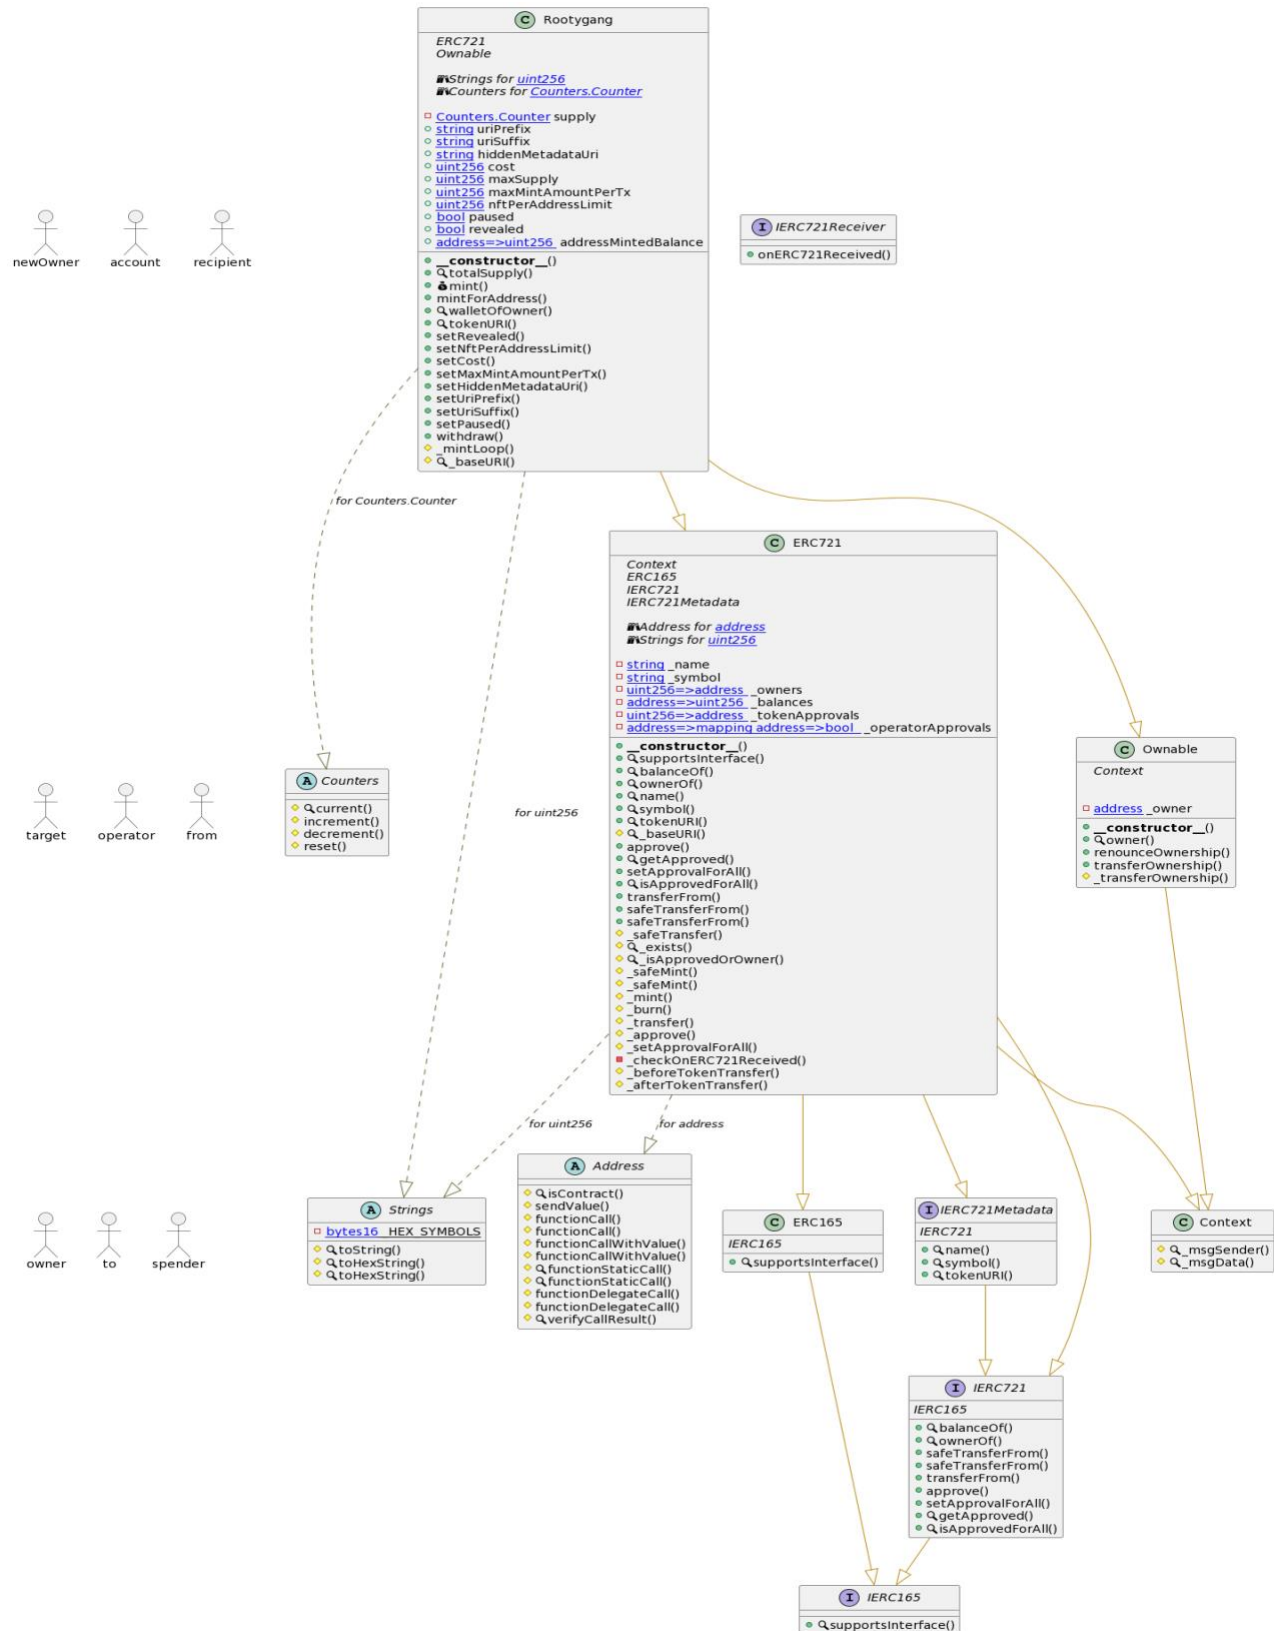 C Rootygang
ERC721
Ownable
Strings for uint256
Counters for Counters.Counter
Counters.Counter supply
string uriPrefix
string uriSuffix
string hiddenMetadataUri
uint256 cost
uint256 maxSupply
uint256 maxMintAmountPerTx
uint256 nftPerAddressLimit
bool paused
bool revealed
address=>uint256 addressMintedBalance
__constructor__()
totalSupply()
mint()
mintForAddress()
walletOfOwner()
tokenURI()
setRevealed()
setNftPerAddressLimit()
setCost()
setMaxMintAmountPerTx()
setHiddenMetadataUri()
setUriPrefix()
setUriSuffix()
setPaused()
withdraw()
_mintLoop()
_baseURI()
newOwner account recipient
I IERC721Receiver
onERC721Received()
for Counters.Counter
C ERC721
Context
ERC165
IERC721
IERC721Metadata
Address for address
Strings for uint256
string _name
string _symbol
uint256=>address _owners
address=>uint256 _balances
uint256=>address _tokenApprovals
address=>mapping address=>bool _operatorApprovals
__constructor__()
supportsInterface()
balanceOf()
ownerOf()
name()
symbol()
tokenURI()
_baseURI()
approve()
getApproved()
setApprovalForAll()
isApprovedForAll()
transferFrom()
safeTransferFrom()
safeTransferFrom()
_safeTransfer()
_exists()
_isApprovedOrOwner()
_safeMint()
_safeMint()
_mint()
_burn()
_transfer()
_approve()
_setApprovalForAll()
_checkOnERC721Received()
_beforeTokenTransfer()
_afterTokenTransfer()
C Ownable
Context
address _owner
__constructor__()
owner()
renounceOwnership()
transferOwnership()
_transferOwnership()
target operator from
A Counters
current()
increment()
decrement()
reset()
for uint256
for uint256
for address
owner to spender
A Strings
bytes16 HEX_SYMBOLS
toString()
toHexString()
toHexString()
A Address
isContract()
sendValue()
functionCall()
functionCall()
functionCallWithValue()
functionCallWithValue()
functionStaticCall()
functionStaticCall()
functionDelegateCall()
functionDelegateCall()
verifyCallResult()
C ERC165
IERC165
supportsInterface()
I IERC721Metadata
IERC721
name()
symbol()
tokenURI()
C Context
_msgSender()
_msgData()
I IERC721
IERC165
balanceOf()
ownerOf()
safeTransferFrom()
safeTransferFrom()
transferFrom()
approve()
setApprovalForAll()
getApproved()
isApprovedForAll()
I IERC165
supportsInterface()